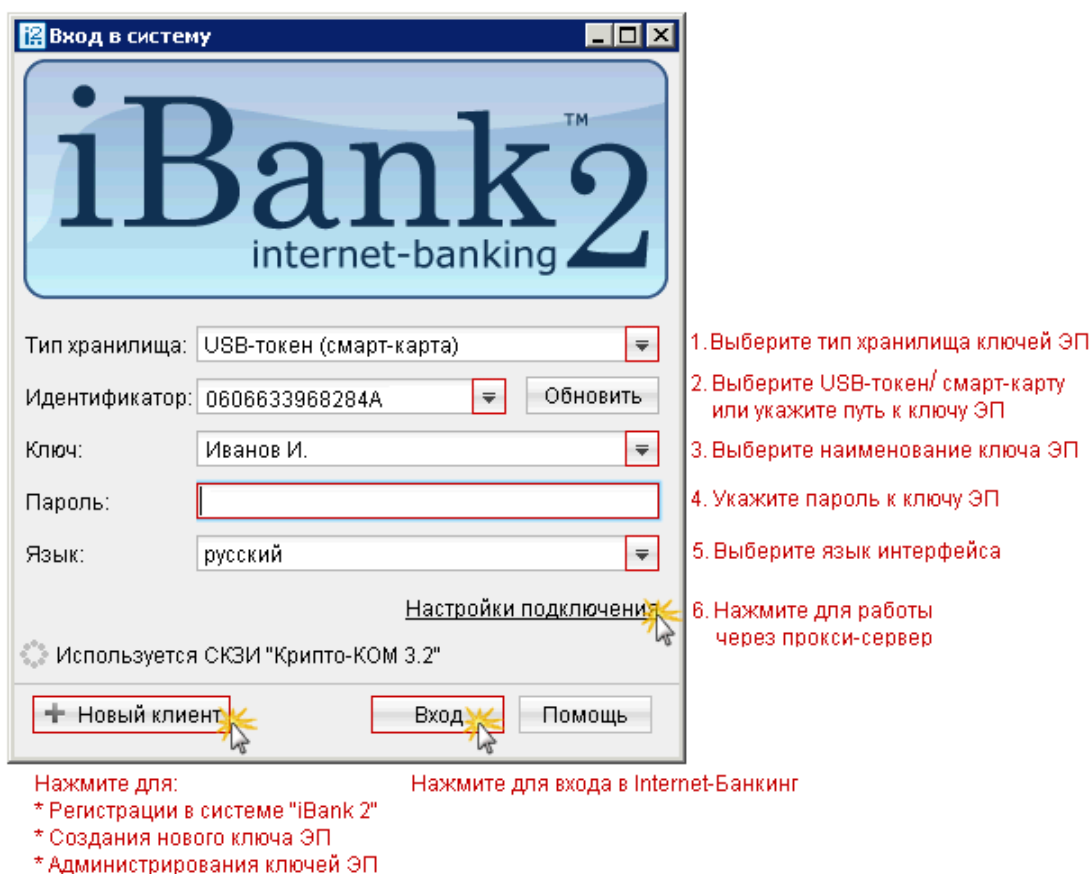 Вход в систему
iBank 2 ™
internet-banking
Тип хранилища: USB-токен (смарт-карта)
1. Выберите тип хранилища ключей ЭП
Идентификатор: 0606633968284A Обновить
2. Выберите USB-токен/ смарт-карту
или укажите путь к ключу ЭП
Ключ: Иванов И.
3. Выберите наименование ключа ЭП
Пароль:
4. Укажите пароль к ключу ЭП
Язык: русский
5. Выберите язык интерфейса
Настройки подключения
6. Нажмите для работы
через прокси-сервер
Используется СКЗИ "Крипто-КОМ 3.2"
Новый клиент Вход Помощь
Нажмите для:
* Регистрации в системе "iBank 2"
* Создания нового ключа ЭП
* Администрирования ключей ЭП
Нажмите для входа в Internet-Банкинг